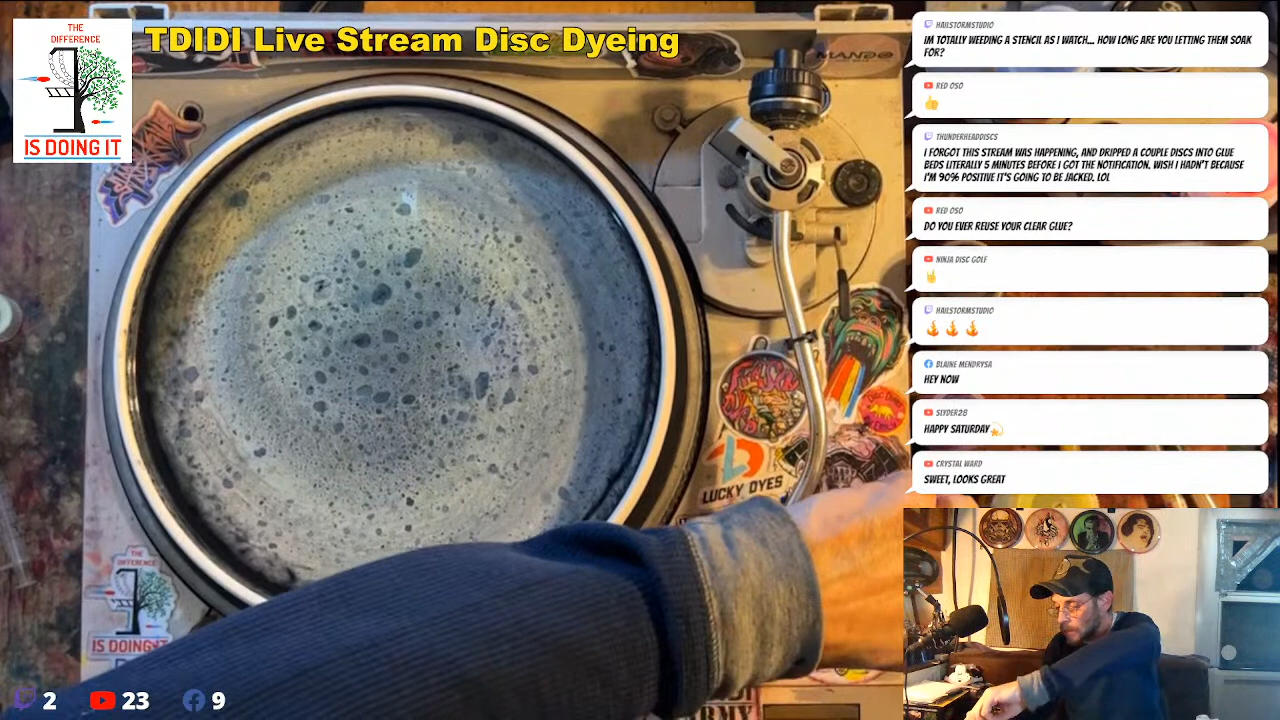 THE
DIFFERENCE
IS DOING IT
TDIDI Live Stream Disc Dyeing
MANDO
HAILSTORMSTUDIO
IM TOTALLY WEEDING A STENCIL AS I WATCH... HOW LONG ARE YOU LETTING THEM SOAK
FOR?
RED OSO
THUNDERHEADDISCS
I FORGOT THIS STREAM WAS HAPPENING, AND DRIPPED A COUPLE DISCS INTO GLUE
BEDS LITERALLY 5 MINUTES BEFORE I GOT THE NOTIFICATION. WISH I HADN'T BECAUSE
I'M 90% POSITIVE IT'S GOING TO BE JACKED. LOL
RED OSO
DO YOU EVER REUSE YOUR CLEAR GLUE?
NINJA DISC GOLF
HAILSTORMSTUDIO
BLAINE MENDRYSA
HEY NOW
SLYDER28
HAPPY SATURDAY
CRYSTAL WARD
SWEET, LOOKS GREAT
LUCKY DYES
THE
DIFFERENCE
IS DOING IT
ARMY
2 23 9